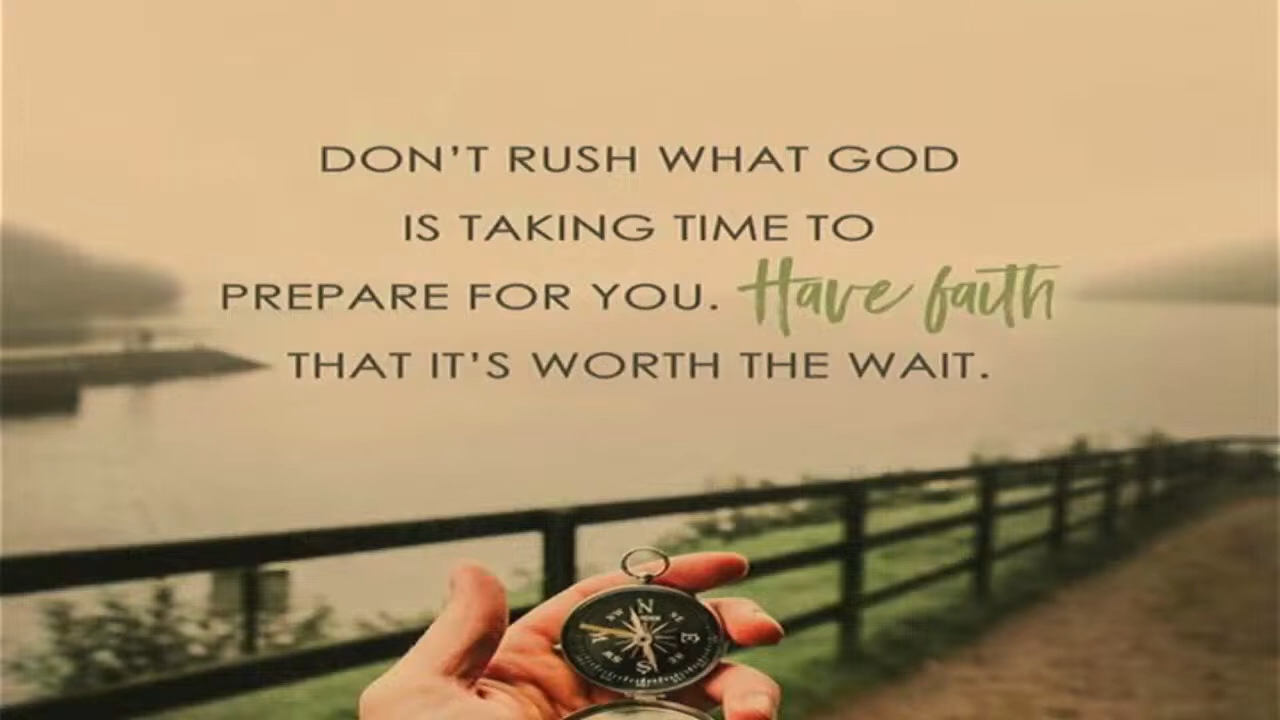 DON'T RUSH WHAT GOD
IS TAKING TIME TO
PREPARE FOR YOU. Have faith
THAT IT'S WORTH THE WAIT.
N
E
S